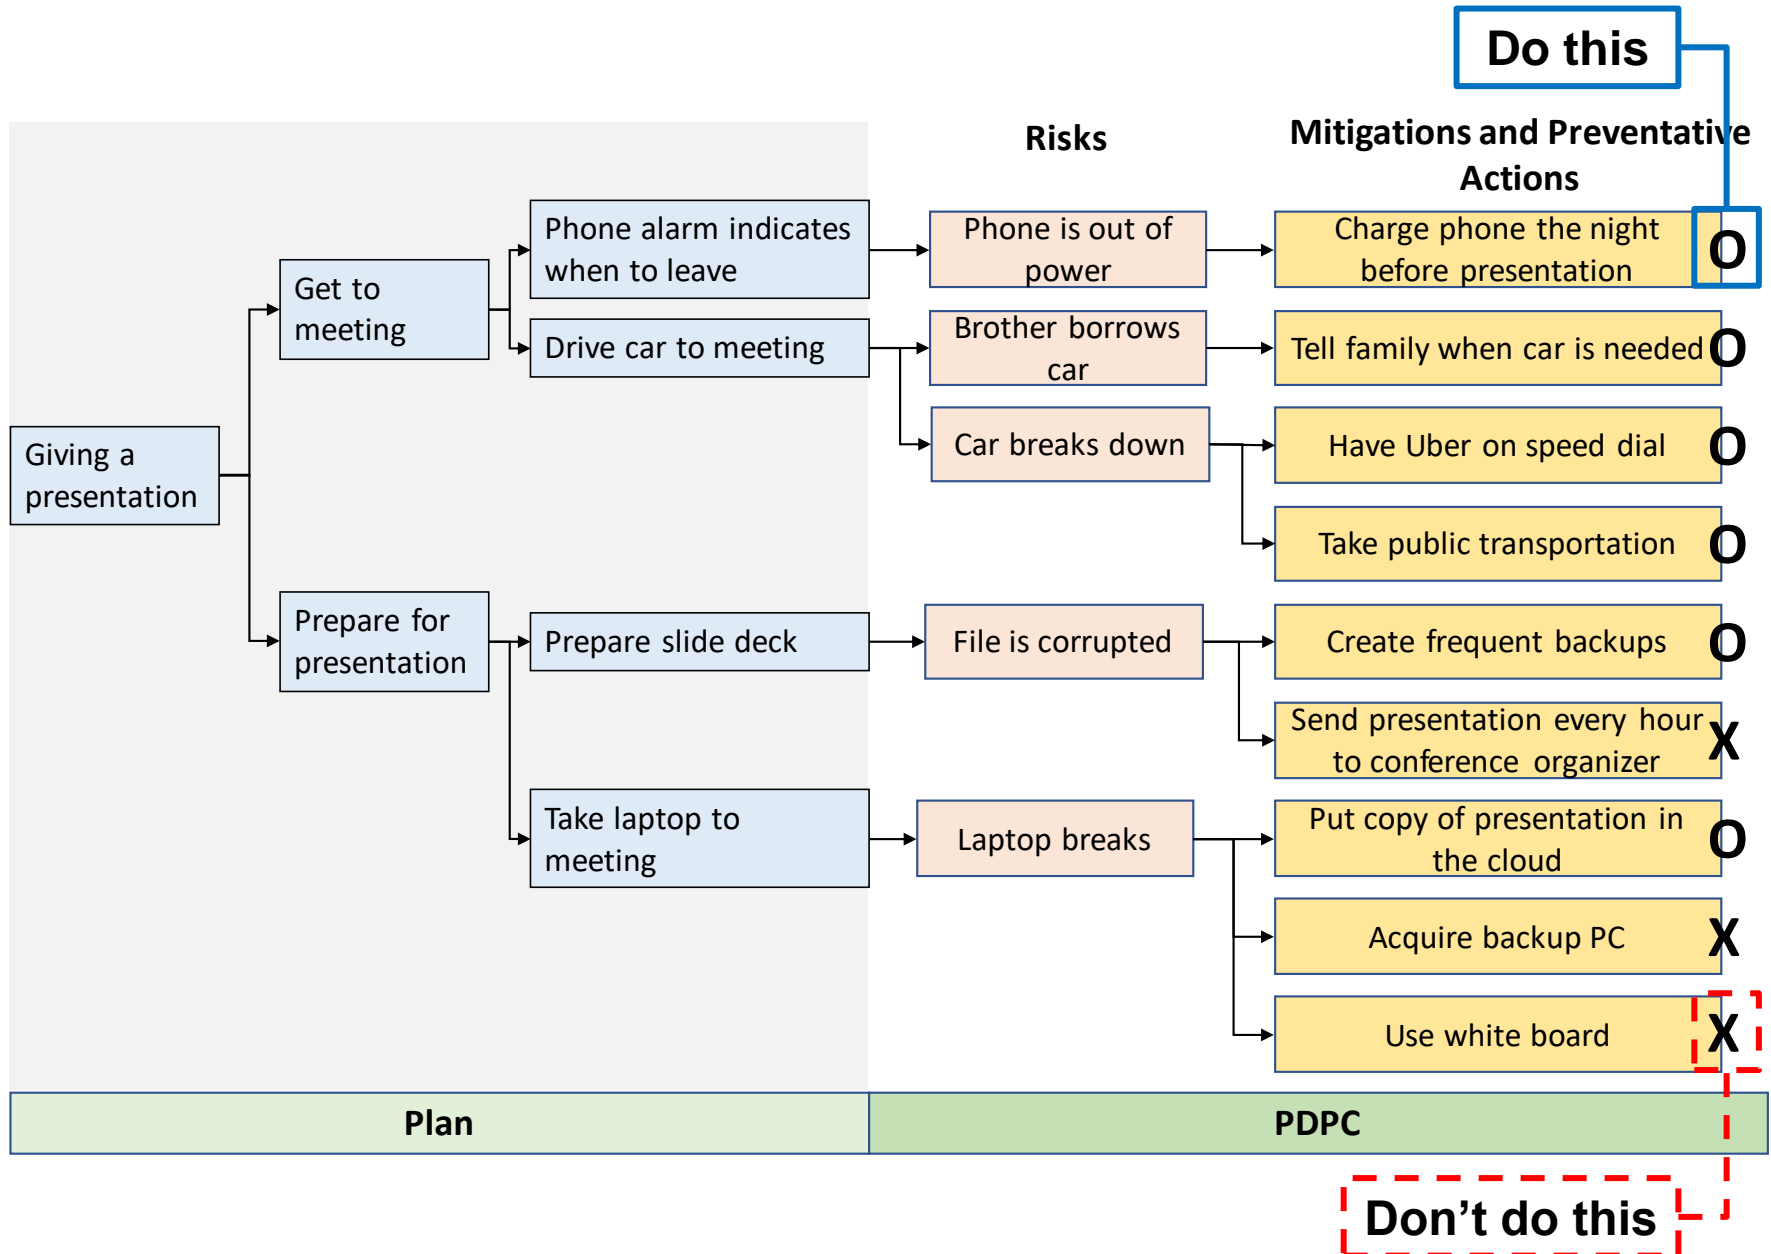 Do this
Risks
Mitigations and Preventative
Actions
Phone alarm indicates
when to leave
Phone is out of
power
Charge phone the night
before presentation
O
Get to
meeting
Drive car to meeting
Brother borrows
car
Tell family when car is needed
O
Giving a
presentation
Car breaks down
Have Uber on speed dial
O
Take public transportation
O
Prepare for
presentation
Prepare slide deck
File is corrupted
Create frequent backups
O
Send presentation every hour
to conference organizer
X
Take laptop to
meeting
Laptop breaks
Put copy of presentation in
the cloud
O
Acquire backup PC
X
Use white board
X
Plan
PDPC
Don't do this